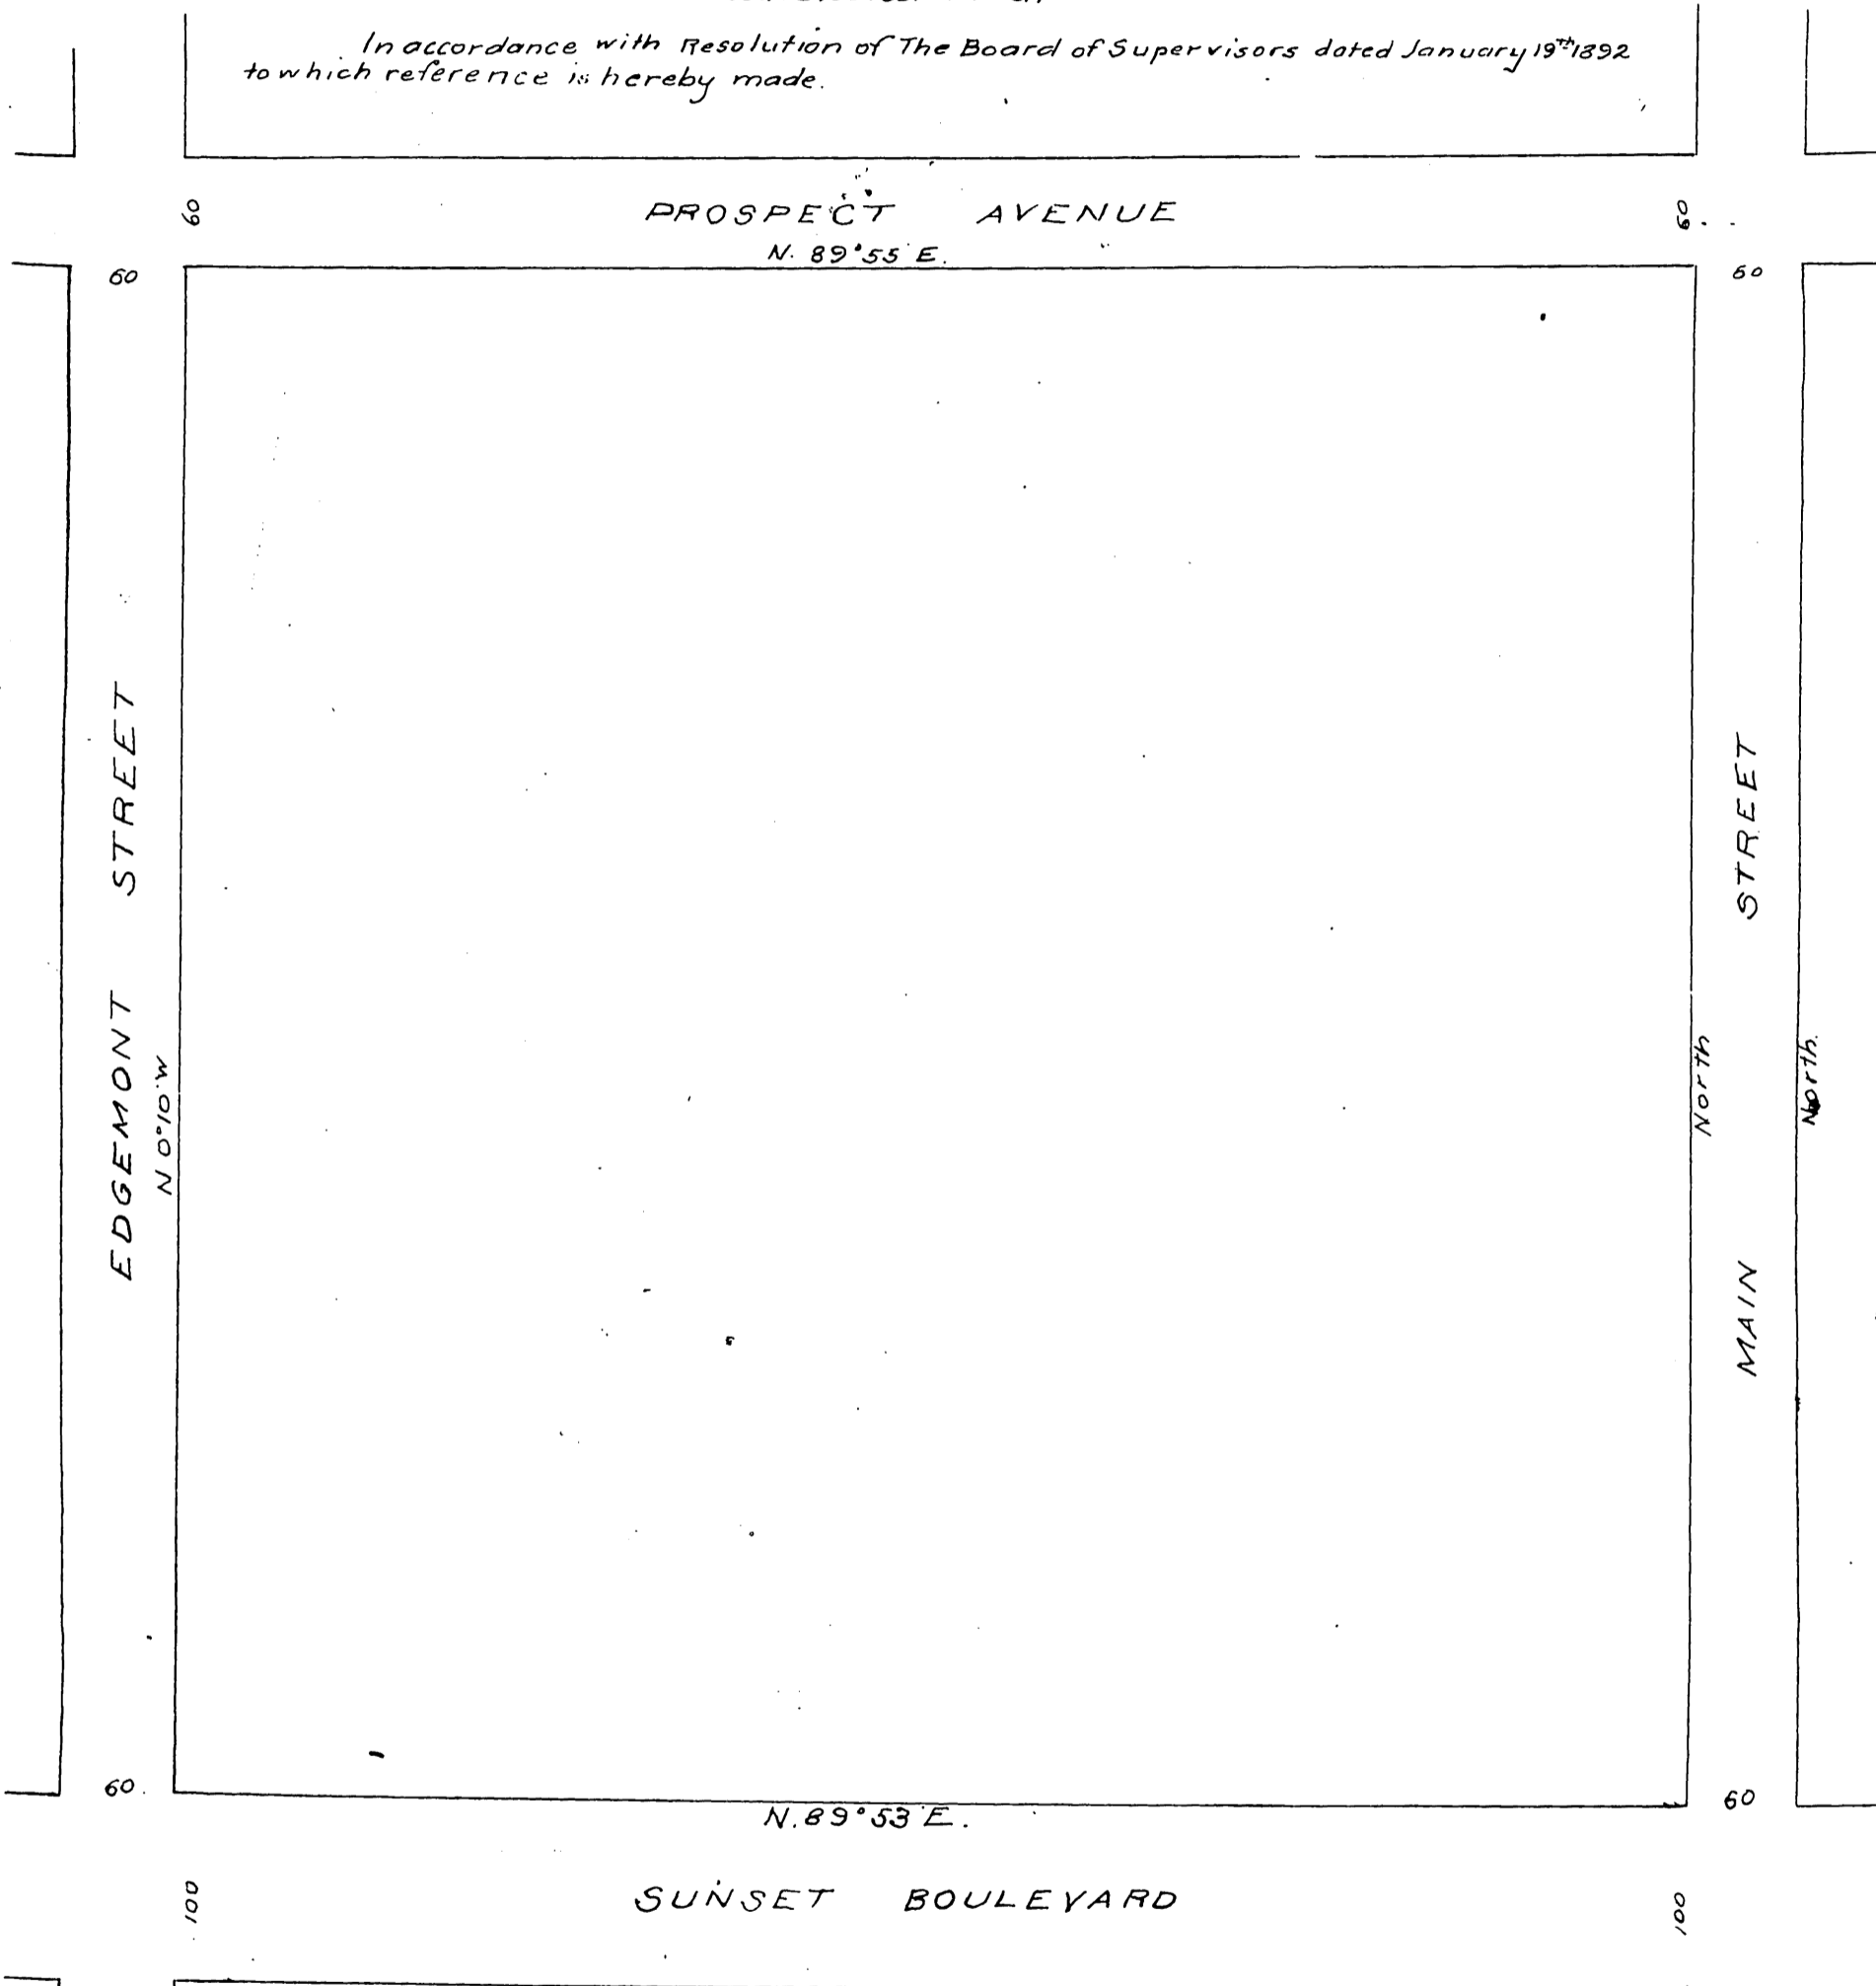 In accordance with Resolution of The Board of Supervisors dated January 19th 1892
to which reference is hereby made.
60
PROSPECT AVENUE
60
N. 89°55' E.
60
60
EDGEMONT STREET
N 0°10' W
MAIN STREET
North
North.
60.
60
N. 89°53' E.
100
SUNSET BOULEVARD
100